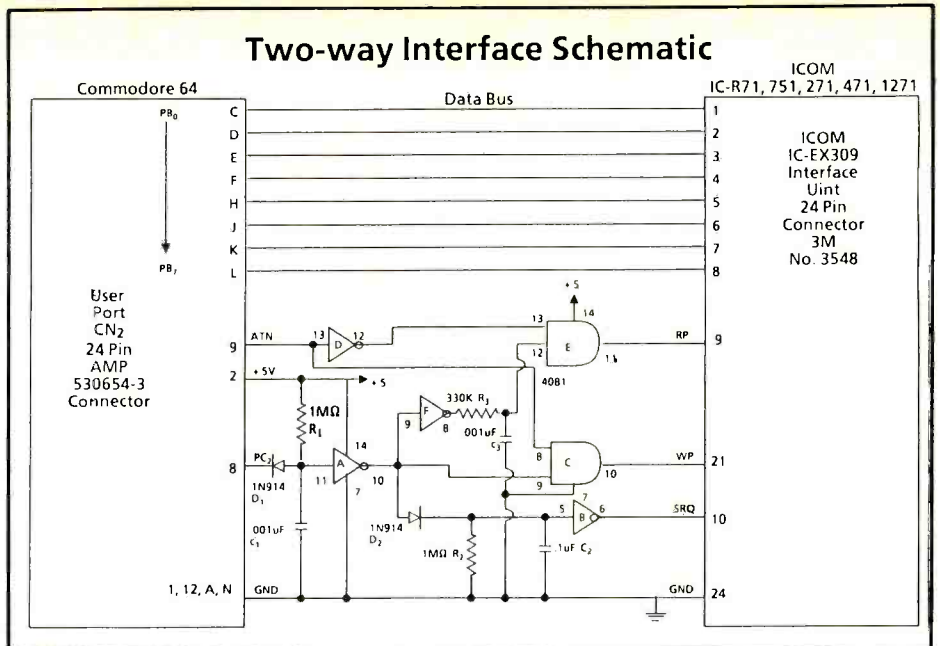 Two-way Interface Schematic
Commodore 64
ICOM
IC-R71, 751, 271, 471, 1271
Data Bus
PB0
PB7
C
D
E
F
H
J
K
L
1
2
3
4
5
6
7
8
ICOM
IC-EX309
Interface
Uint
24 Pin
Connector
3M
No. 3548
User
Port
CN2
24 Pin
AMP
530654-3
Connector
9
ATN
13
D
12
+5
14
13
12
E
11
RP
9
4081
2
+5V
+5
1MΩ
R1
330K R3
F
9
8
001uF
C3
8
PC2
1N914
D1
14
A
11
10
7
8
C
9
10
7
WP
21
1N914
D2
5
B
6
SRQ
10
001uF
C1
1MΩ R2
.1uF C2
1, 12, A, N
GND
GND
24